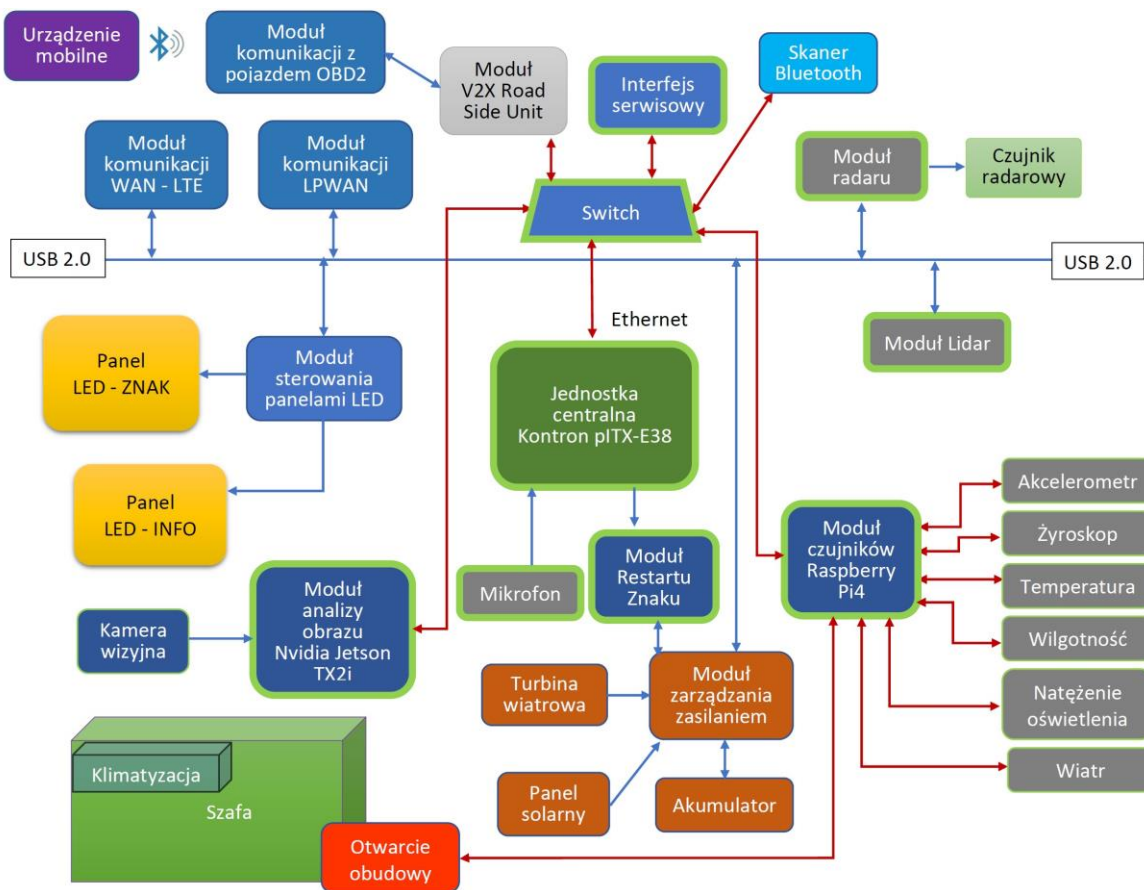 Urządzenie
mobilne
Moduł
komunikacji z
pojazdem OBD2
Moduł
V2X Road
Side Unit
Interfejs
serwisowy
Skaner
Bluetooth
Moduł
komunikacji
WAN - LTE
Moduł
komunikacji
LPWAN
Switch
Moduł
radaru
Czujnik
radarowy
USB 2.0
USB 2.0
Ethernet
Panel
LED - ZNAK
Moduł
sterowania
panelami LED
Jednostka
centralna
Kontron pITX-E38
Moduł Lidar
Panel
LED - INFO
Mikrofon
Moduł
Restartu
Znaku
Moduł
czujników
Raspberry
Pi4
Akcelerometr
Żyroskop
Temperatura
Wilgotność
Natężenie
oświetlenia
Wiatr
Kamera
wizyjna
Moduł
analizy
obrazu
Nvidia Jetson
TX2i
Turbina
wiatrowa
Moduł
zarządzania
zasilaniem
Panel
solarny
Akumulator
Klimatyzacja
Szafa
Otwarcie
obudowy